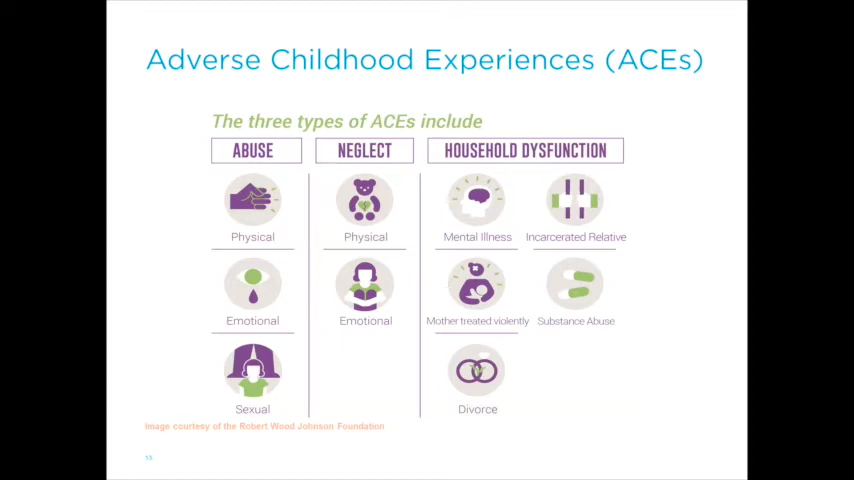 Adverse Childhood Experiences (ACEs)
The three types of ACEs include
ABUSE
NEGLECT
HOUSEHOLD DYSFUNCTION
Physical
Physical
Mental Illness
Incarcerated Relative
Emotional
Emotional
Mother treated violently
Substance Abuse
Sexual
Divorce
Image courtesy of the Robert Wood Johnson Foundation